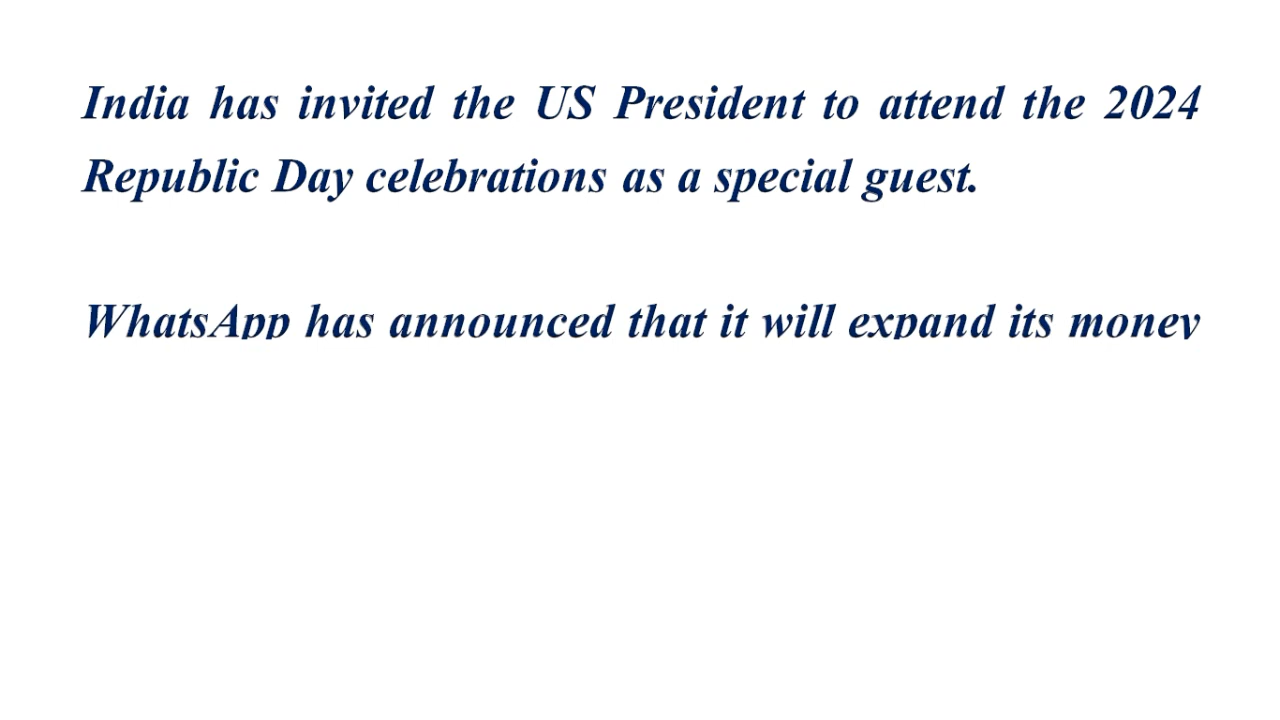 India has invited the US President to attend the 2024
Republic Day celebrations as a special guest.
WhatsApp has announced that it will expand its money